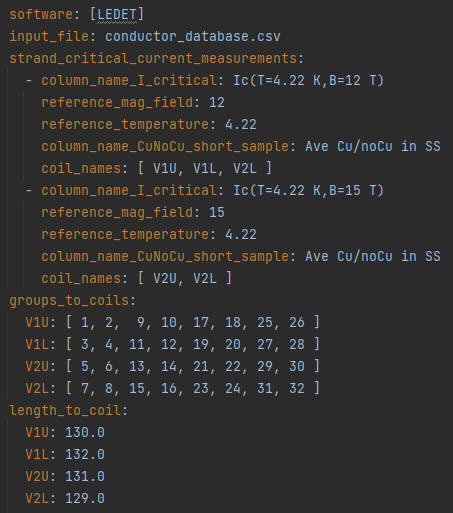 software: [LEDET]
input_file: conductor_database.csv
strand_critical_current_measurements:
  - column_name_I_critical: Ic(T=4.22 K,B=12 T)
    reference_mag_field: 12
    reference_temperature: 4.22
    column_name_CuNoCu_short_sample: Ave Cu/noCu in SS
    coil_names: [ V1U, V1L, V2L ]
  - column_name_I_critical: Ic(T=4.22 K,B=15 T)
    reference_mag_field: 15
    reference_temperature: 4.22
    column_name_CuNoCu_short_sample: Ave Cu/noCu in SS
    coil_names: [ V2U, V2L ]
groups_to_coils:
  V1U: [ 1, 2,  9, 10, 17, 18, 25, 26 ]
  V1L: [ 3, 4, 11, 12, 19, 20, 27, 28 ]
  V2U: [ 5, 6, 13, 14, 21, 22, 29, 30 ]
  V2L: [ 7, 8, 15, 16, 23, 24, 31, 32 ]
length_to_coil:
  V1U: 130.0
  V1L: 132.0
  V2U: 131.0
  V2L: 129.0